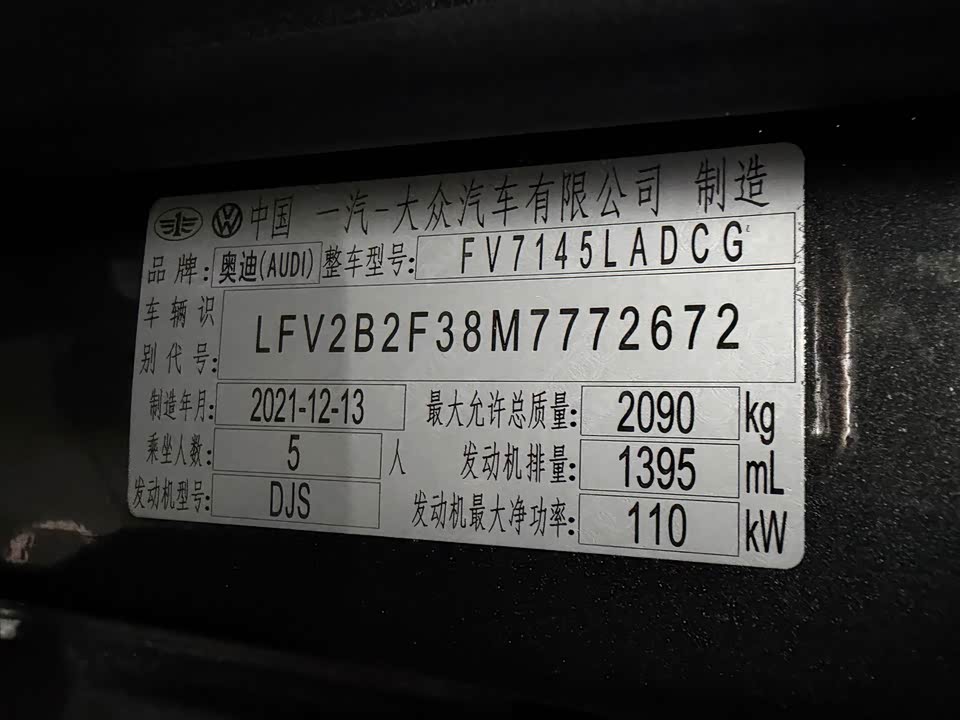 中国 一汽-大众汽车有限公司 制造
品牌: 奥迪(AUDI) 整车型号: FV7145LADCG
车辆识别代号: LFV2B2F38M7772672
制造年月: 2021-12-13 最大允许总质量: 2090 kg
乘坐人数: 5 人 发动机排量: 1395 mL
发动机型号: DJS 发动机最大净功率: 110 kW